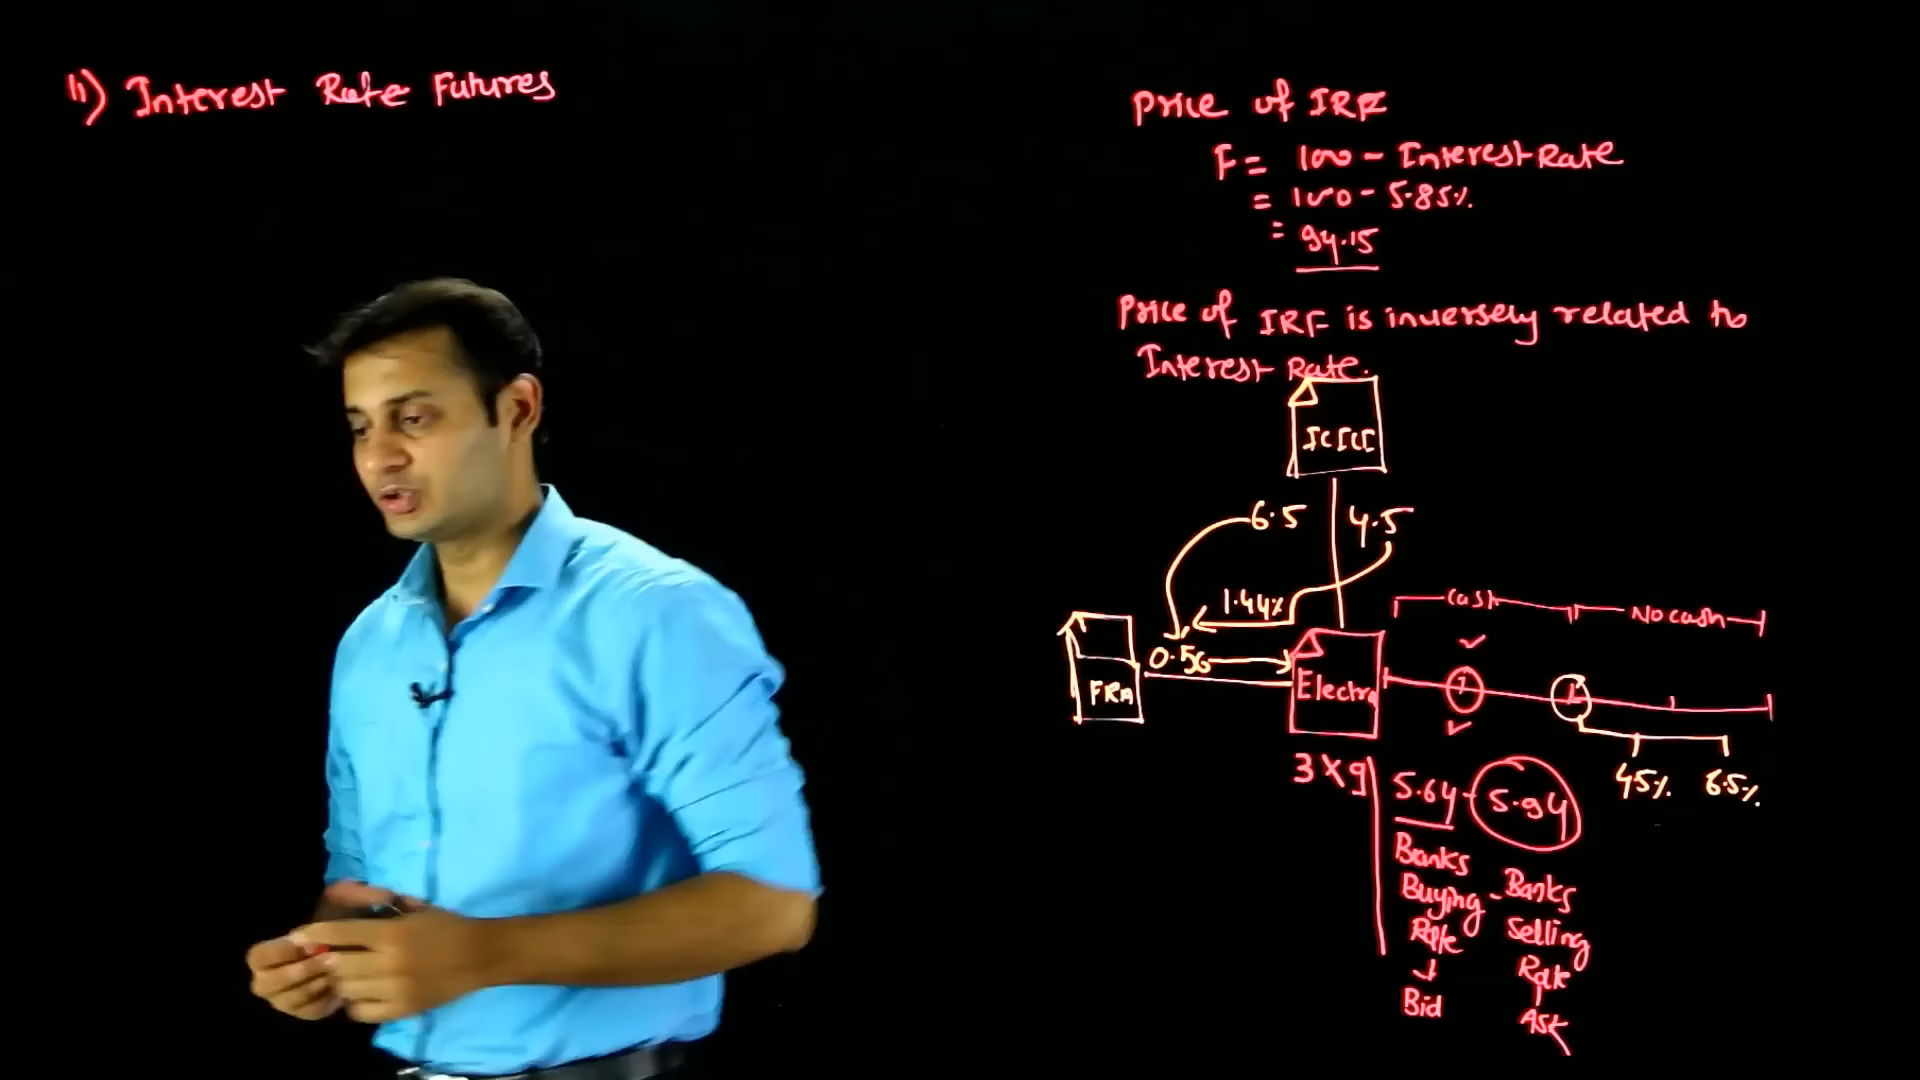 11) Interest Rate Futures
Price of IRF
F = 100 - Interest Rate
= 100 - 5.85%
= 94.15
Price of IRF is inversely related to
Interest Rate.
ICICI
6.5 4.5
1.44%
Cash
No cash
0.56
FRA
Electra
3x9
5.64 - 5.94
4.5%
6.5%
Banks
Buying -
Rate
Bid
Banks
Selling
Rate
Ask